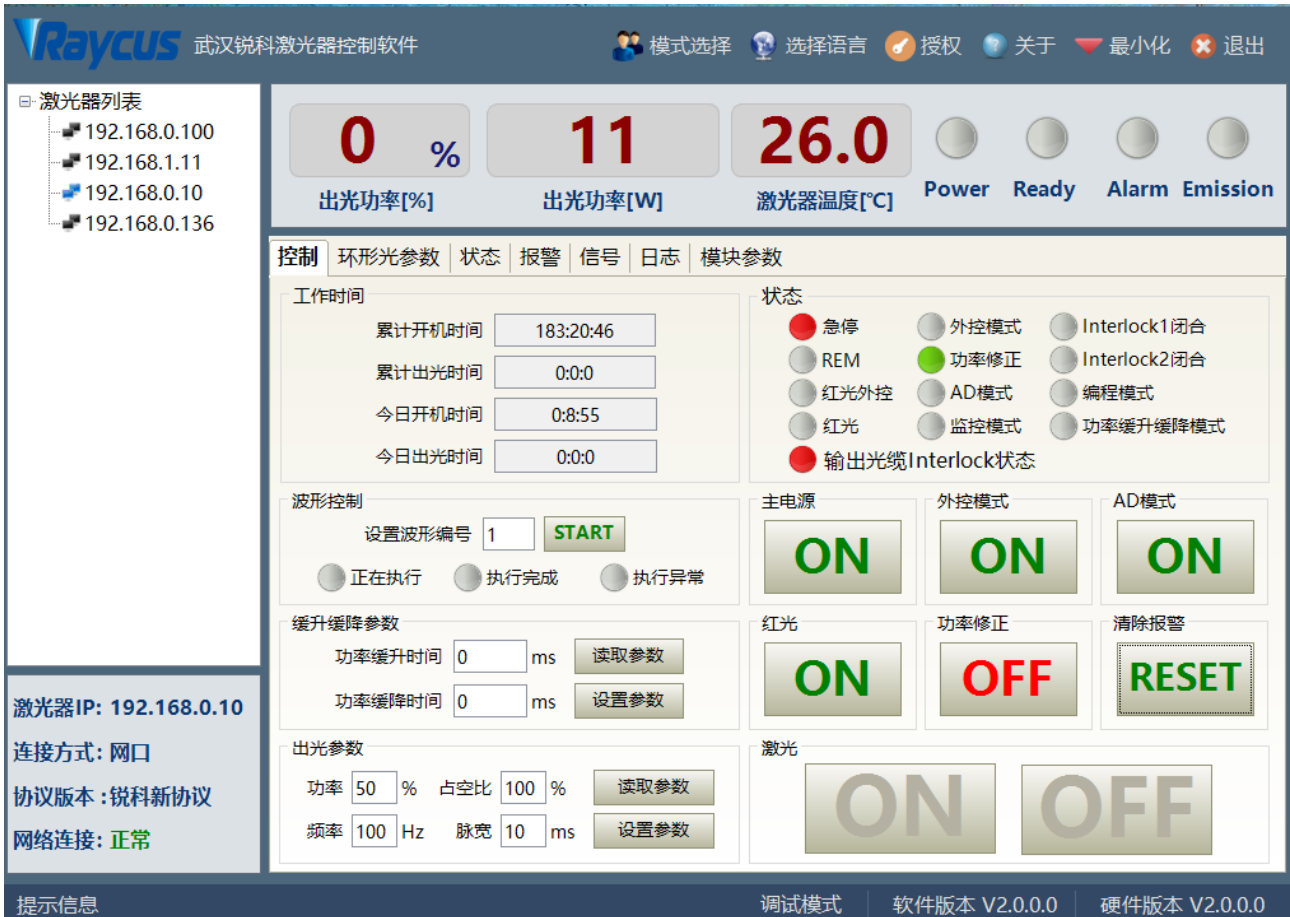 Raycus 武汉锐科激光器控制软件 模式选择 选择语言 授权 关于 最小化 退出
激光器列表
192.168.0.100
192.168.1.11
192.168.0.10
192.168.0.136
激光器IP: 192.168.0.10
连接方式: 网口
协议版本 :锐科新协议
网络连接: 正常
0 % 11 26.0
出光功率[%] 出光功率[W] 激光器温度[℃] Power Ready Alarm Emission
控制 环形光参数 状态 报警 信号 日志 模块参数
工作时间
累计开机时间 183:20:46
累计出光时间 0:0:0
今日开机时间 0:8:55
今日出光时间 0:0:0
状态
急停 外控模式 Interlock1闭合
REM 功率修正 Interlock2闭合
红光外控 AD模式 编程模式
红光 监控模式 功率缓升缓降模式
输出光缆Interlock状态
波形控制
设置波形编号 1 START
正在执行 执行完成 执行异常
主电源 外控模式 AD模式
ON ON ON
缓升缓降参数
功率缓升时间 0 ms 读取参数
功率缓降时间 0 ms 设置参数
红光 功率修正 清除报警
ON OFF RESET
出光参数
功率 50 % 占空比 100 % 读取参数
频率 100 Hz 脉宽 10 ms 设置参数
激光
ON OFF
提示信息 调试模式 软件版本 V2.0.0.0 硬件版本 V2.0.0.0